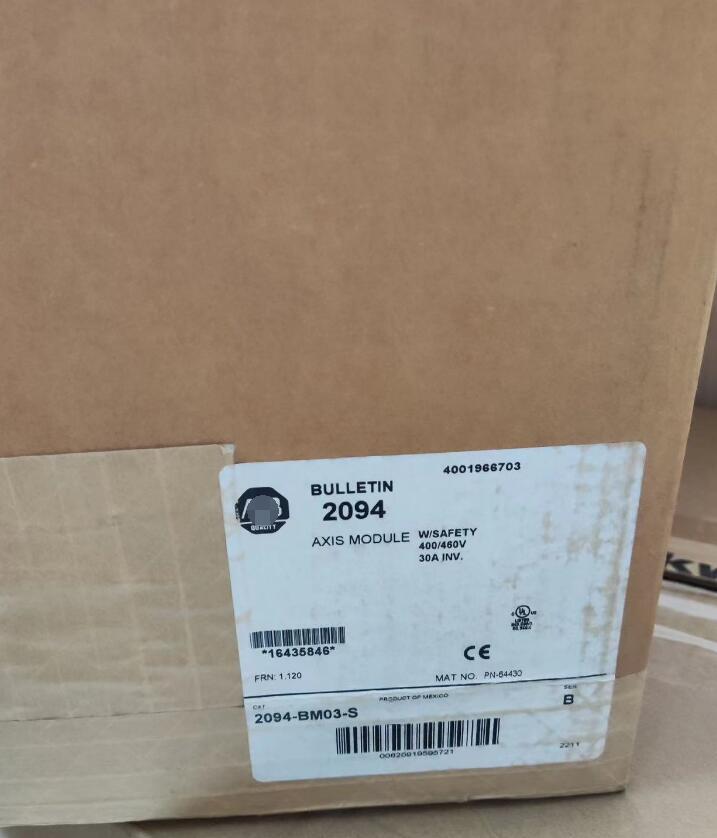 4001966703
BULLETIN
2094
QUALITY
AXIS MODULE W/SAFETY
400/460V
30A INV.
LISTED
*16435846*
CE
FRN: 1.120
MAT NO. PN-64430
PRODUCT OF MEXICO
CAT
SER
2094-BM03-S
B
2211